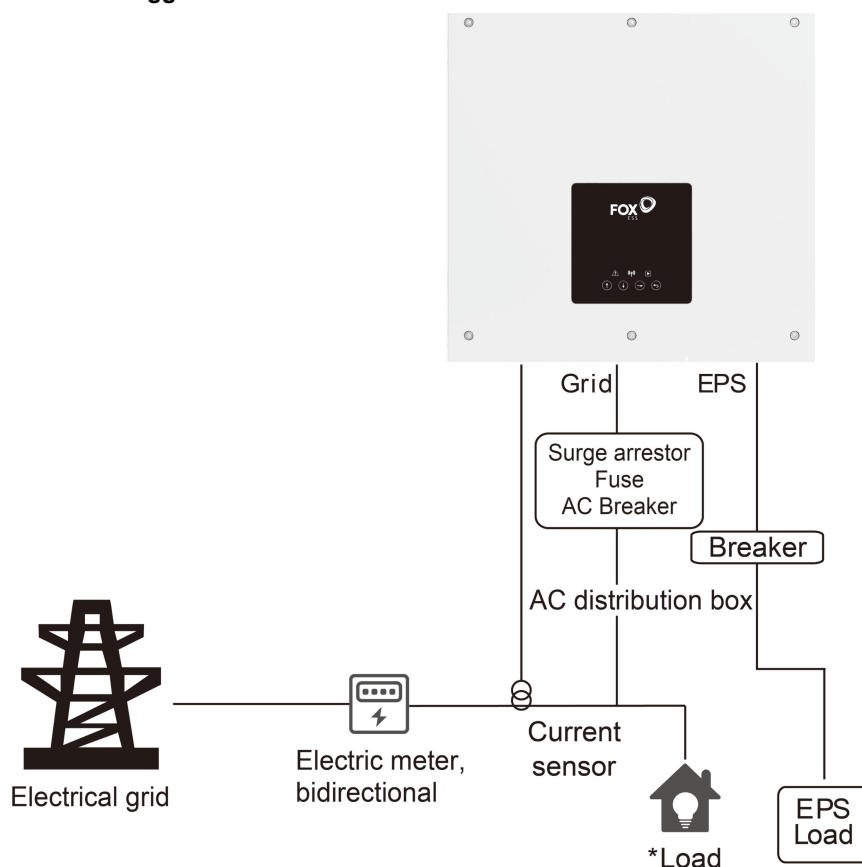 FOX
ESS
Grid
EPS
Surge arrestor
Fuse
AC Breaker
Breaker
AC distribution box
Current
sensor
Electric meter,
bidirectional
Electrical grid
*Load
EPS
Load